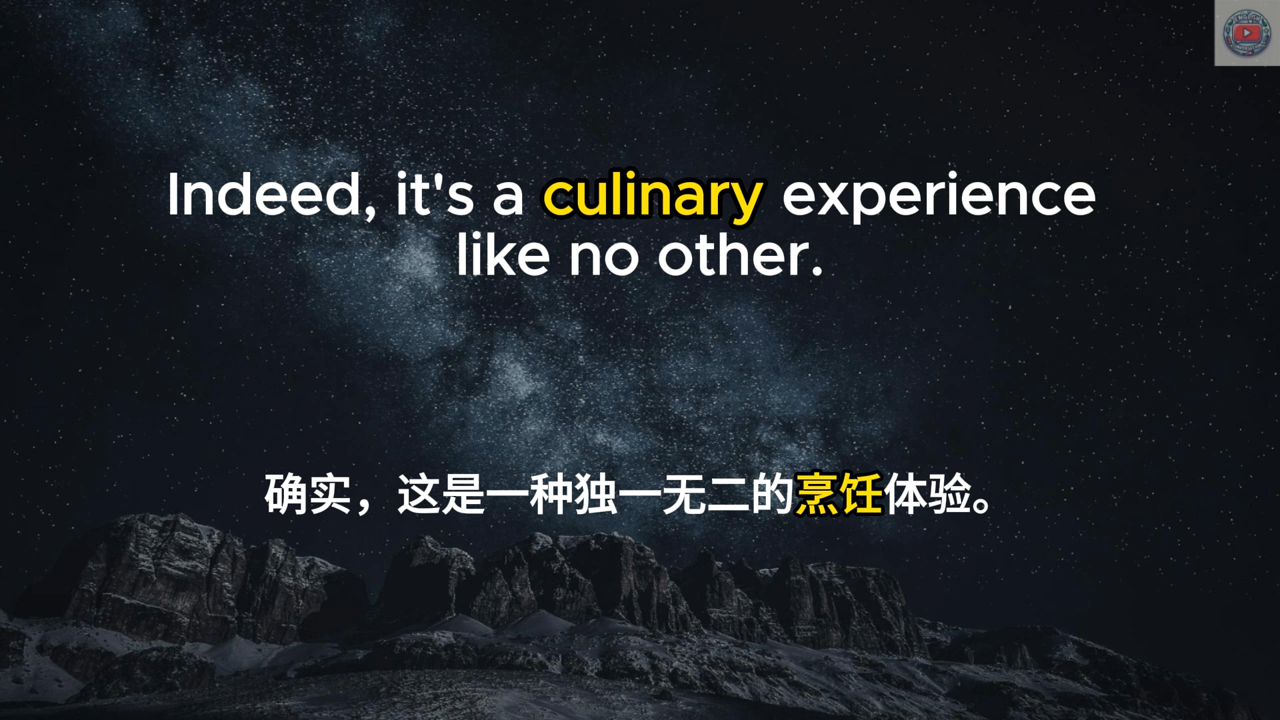 Indeed, it's a culinary experience
like no other.
确实，这是一种独一无二的烹饪体验。